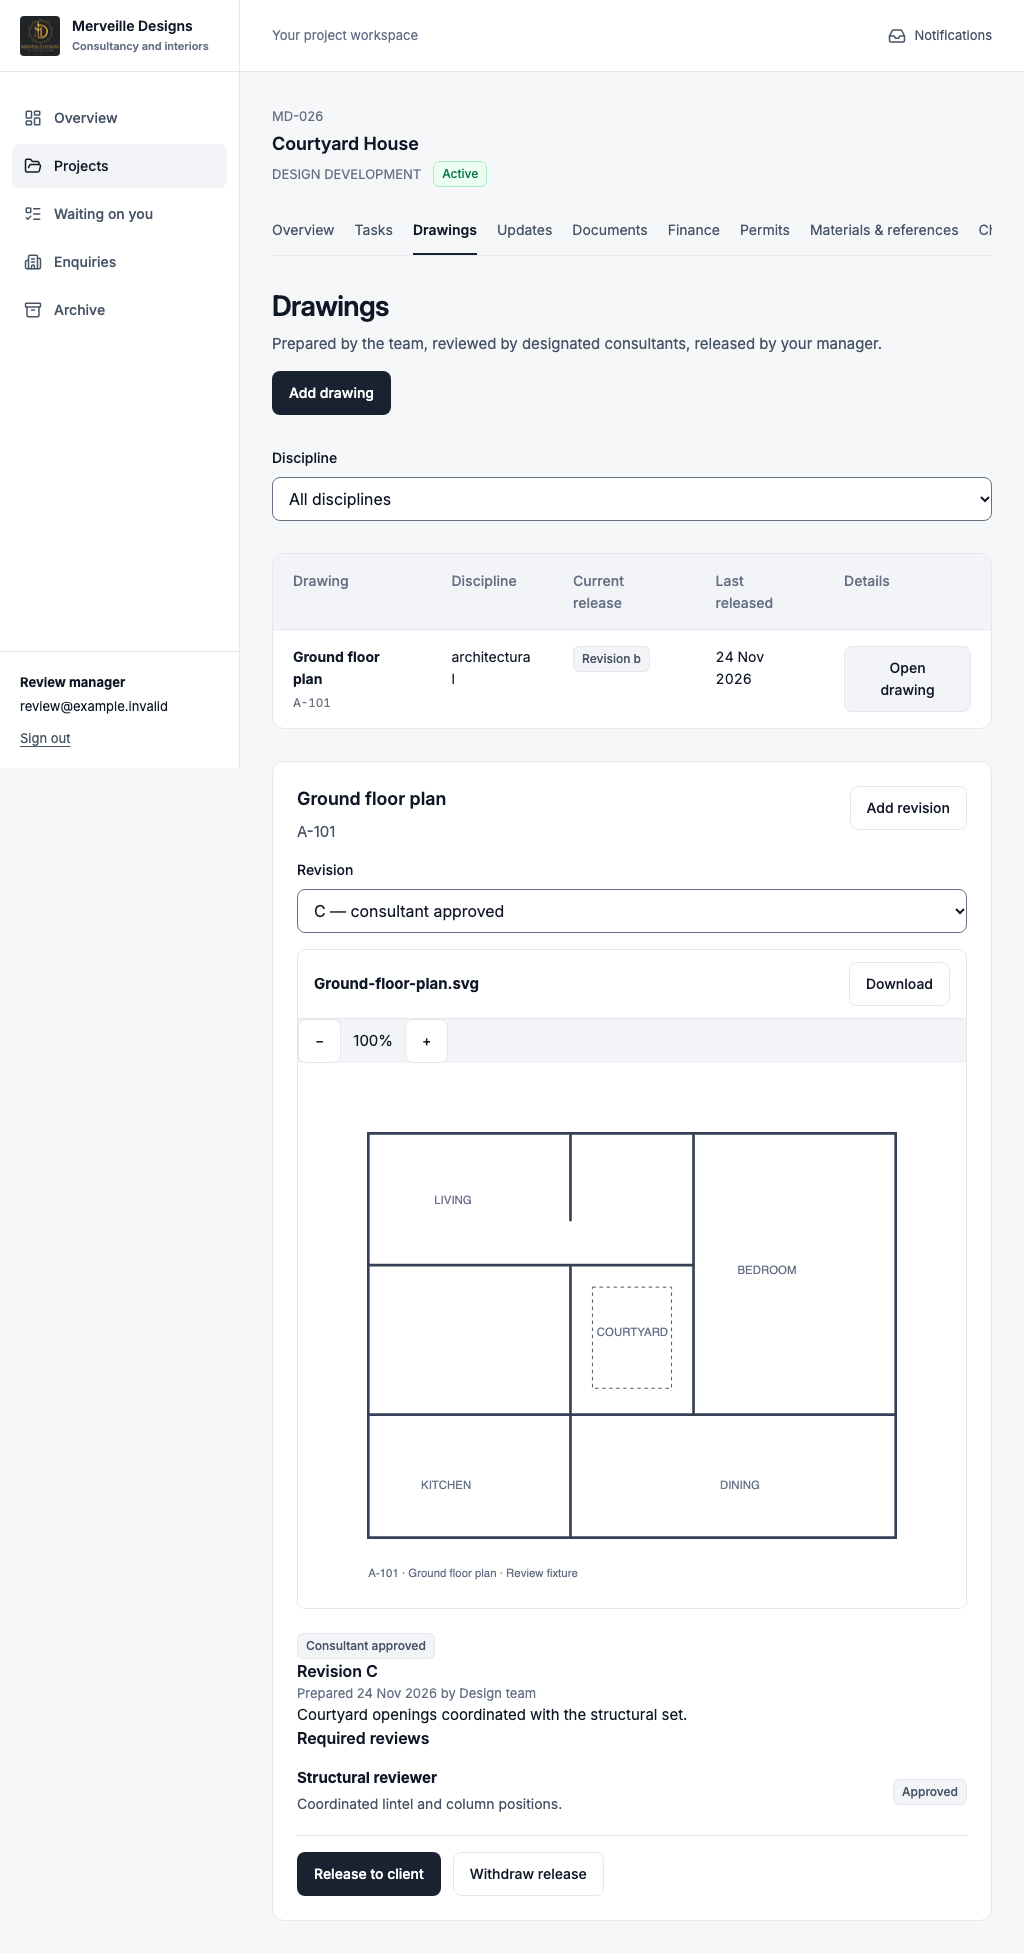 Merveille Designs
Consultancy and interiors
Your project workspace
Notifications
Overview
Projects
Waiting on you
Enquiries
Archive
Review manager
review@example.invalid
Sign out
MD-026
Courtyard House
DESIGN DEVELOPMENT Active
Overview Tasks Drawings Updates Documents Finance Permits Materials & references Ch
Drawings
Prepared by the team, reviewed by designated consultants, released by your manager.
Add drawing
Discipline
All disciplines
Drawing Discipline Current Last Details
release released
Ground floor architectura Revision b 24 Nov Open
plan l 2026 drawing
A-101
Ground floor plan
Add revision
A-101
Revision
C — consultant approved
Ground-floor-plan.svg
Download
− 100% +
LIVING
BEDROOM
COURTYARD
KITCHEN DINING
A-101 · Ground floor plan · Review fixture
Consultant approved
Revision C
Prepared 24 Nov 2026 by Design team
Courtyard openings coordinated with the structural set.
Required reviews
Structural reviewer
Approved
Coordinated lintel and column positions.
Release to client Withdraw release